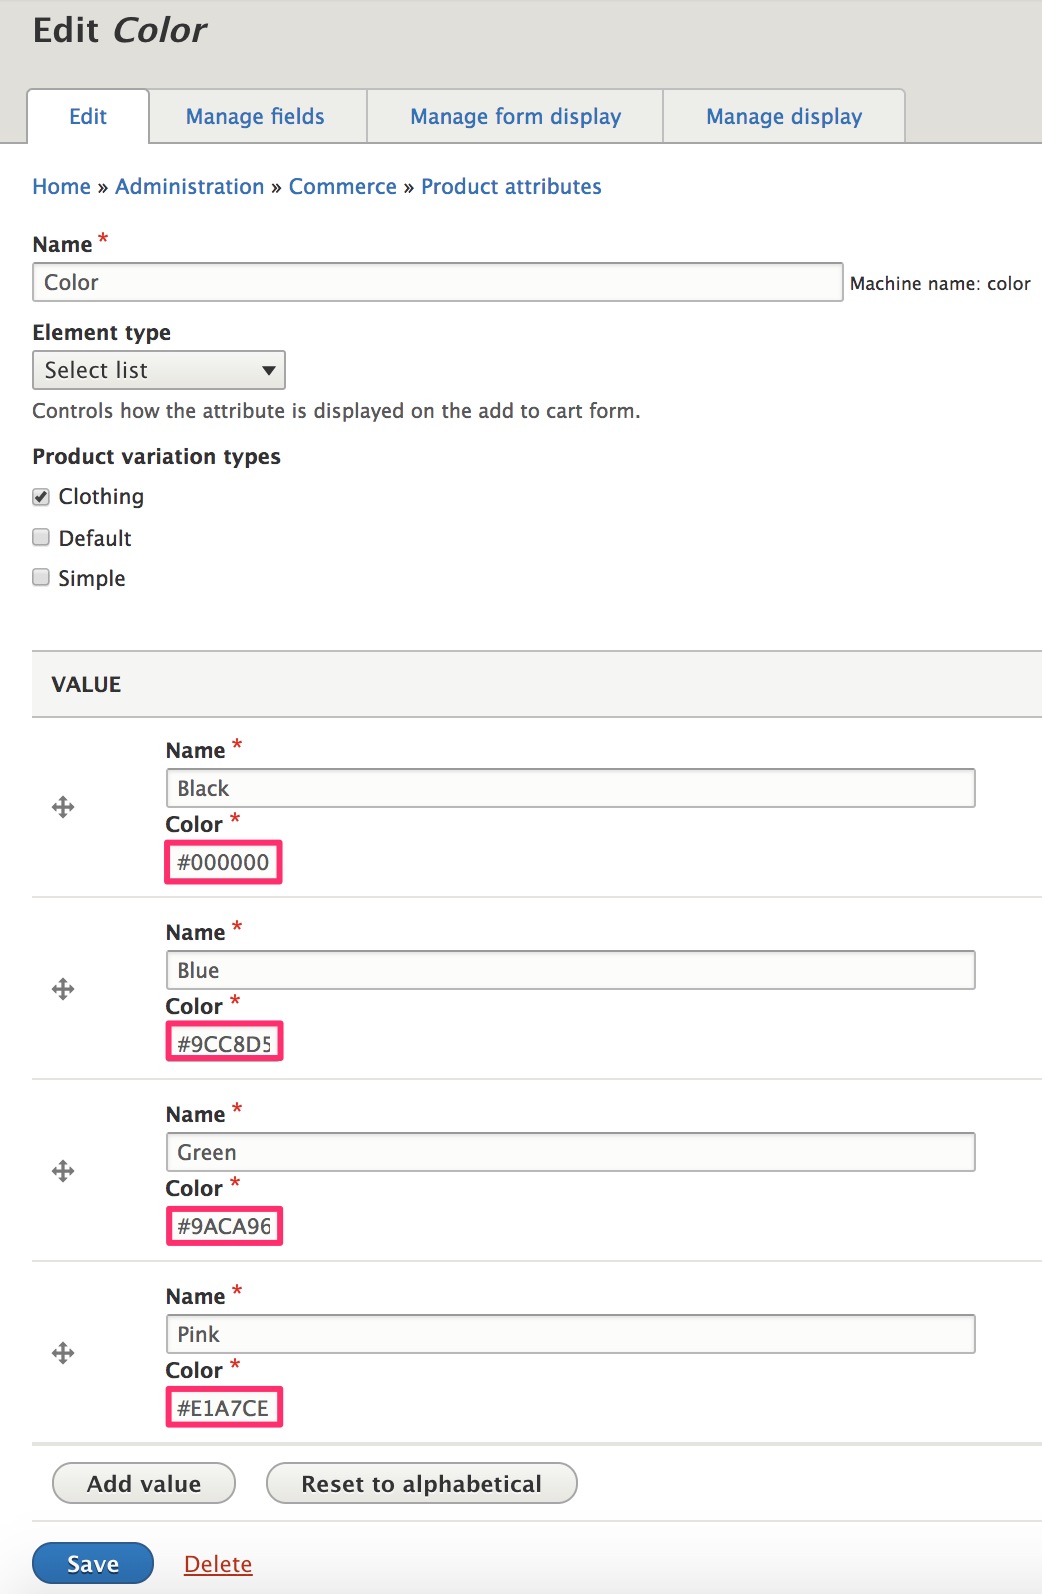 Edit Color
Edit Manage fields Manage form display Manage display
Home » Administration » Commerce » Product attributes
Name *
Color Machine name: color
Element type
Select list
Controls how the attribute is displayed on the add to cart form.
Product variation types
Clothing
Default
Simple
VALUE
Name *
Black
Color *
#000000
Name *
Blue
Color *
#9CC8D5
Name *
Green
Color *
#9ACA96
Name *
Pink
Color *
#E1A7CE
Add value Reset to alphabetical
Save Delete